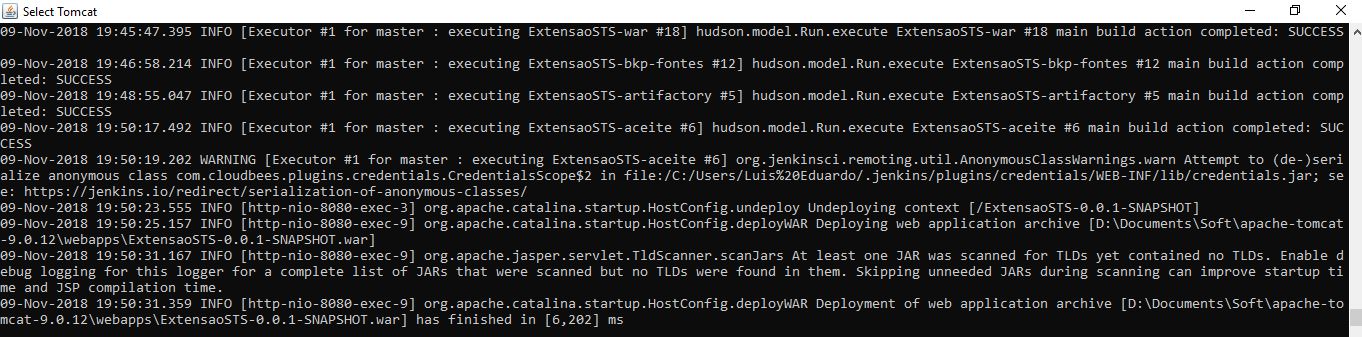 Select Tomcat
09-Nov-2018 19:45:47.395 INFO [Executor #1 for master : executing ExtensaoSTS-war #18] hudson.model.Run.execute ExtensaoSTS-war #18 main build action completed: SUCCESS
09-Nov-2018 19:46:58.214 INFO [Executor #1 for master : executing ExtensaoSTS-bkp-fontes #12] hudson.model.Run.execute ExtensaoSTS-bkp-fontes #12 main build action comp
leted: SUCCESS
09-Nov-2018 19:48:55.047 INFO [Executor #1 for master : executing ExtensaoSTS-artifactory #5] hudson.model.Run.execute ExtensaoSTS-artifactory #5 main build action comp
leted: SUCCESS
09-Nov-2018 19:50:17.492 INFO [Executor #1 for master : executing ExtensaoSTS-aceite #6] hudson.model.Run.execute ExtensaoSTS-aceite #6 main build action completed: SUC
CESS
09-Nov-2018 19:50:19.202 WARNING [Executor #1 for master : executing ExtensaoSTS-aceite #6] org.jenkinsci.remoting.util.AnonymousClassWarnings.warn Attempt to (de-)seri
alize anonymous class com.cloudbees.plugins.credentials.CredentialsScope$2 in file:/C:/Users/Luis%20Eduardo/.jenkins/plugins/credentials/WEB-INF/lib/credentials.jar; se
e: https://jenkins.io/redirect/serialization-of-anonymous-classes/
09-Nov-2018 19:50:23.555 INFO [http-nio-8080-exec-3] org.apache.catalina.startup.HostConfig.undeploy Undeploying context [/ExtensaoSTS-0.0.1-SNAPSHOT]
09-Nov-2018 19:50:25.157 INFO [http-nio-8080-exec-9] org.apache.catalina.startup.HostConfig.deployWAR Deploying web application archive [D:\Documents\Soft\apache-tomcat
-9.0.12\webapps\ExtensaoSTS-0.0.1-SNAPSHOT.war]
09-Nov-2018 19:50:31.167 INFO [http-nio-8080-exec-9] org.apache.jasper.servlet.TldScanner.scanJars At least one JAR was scanned for TLDs yet contained no TLDs. Enable d
ebug logging for this logger for a complete list of JARs that were scanned but no TLDs were found in them. Skipping unneeded JARs during scanning can improve startup ti
me and JSP compilation time.
09-Nov-2018 19:50:31.359 INFO [http-nio-8080-exec-9] org.apache.catalina.startup.HostConfig.deployWAR Deployment of web application archive [D:\Documents\Soft\apache-to
mcat-9.0.12\webapps\ExtensaoSTS-0.0.1-SNAPSHOT.war] has finished in [6,202] ms